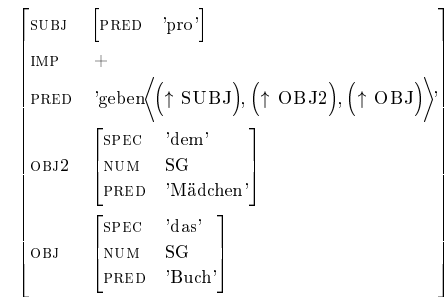 SUBJ [PRED 'pro']
IMP +
PRED 'geben⟨(↑ SUBJ), (↑ OBJ2), (↑ OBJ)⟩'
SPEC 'dem'
OBJ2 NUM SG
PRED 'Mädchen'
SPEC 'das'
OBJ NUM SG
PRED 'Buch'